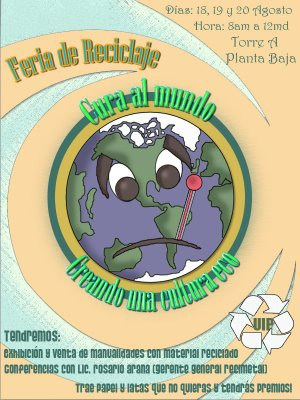 Días: 18, 19 y 20 Agosto
Hora: 8am a 12md
Torre A
Planta Baja
Feria de Reciclaje
Cura al mundo
Creando una cultura eco
VIP
Tendremos:
Exhibición y venta de manualidades con material reciclado
Conferencias con Lic. Rosario Arana (Gerente general Recimetal)
Trae papel y latas que no quieras y tendrás premios!